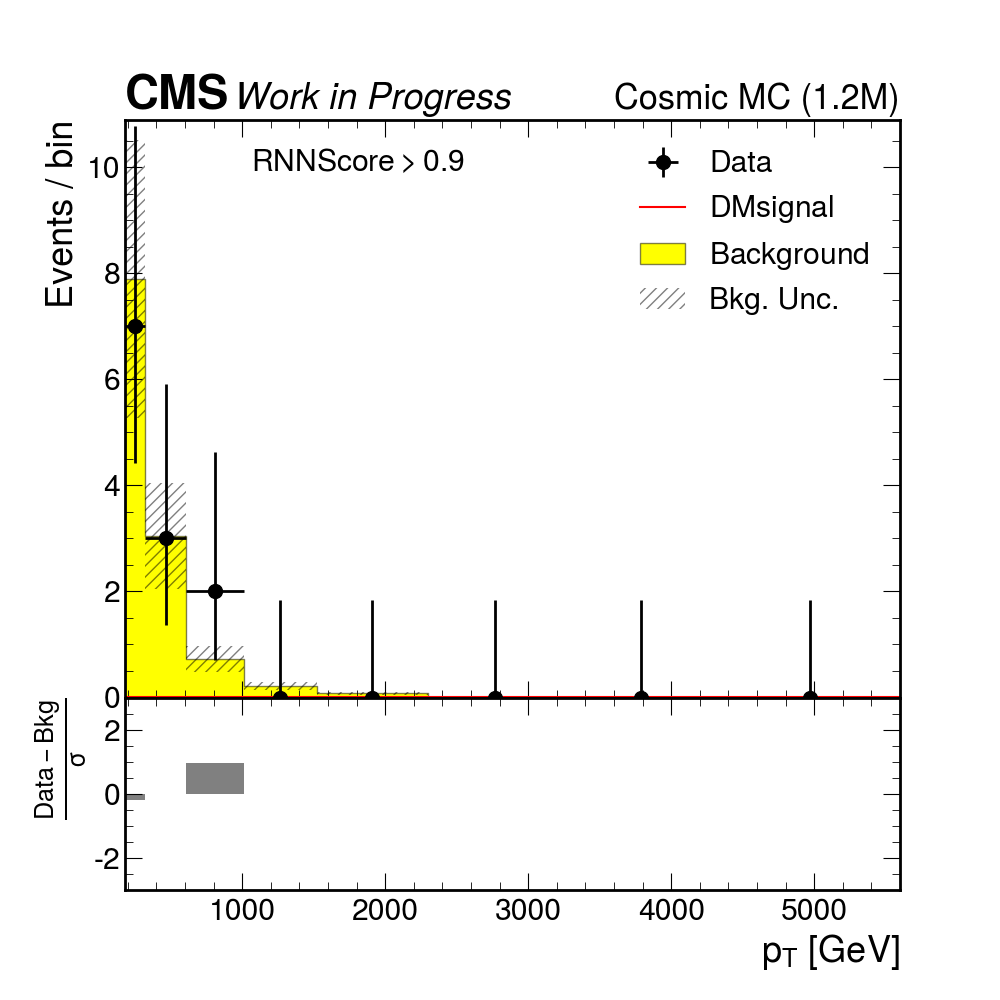 CMS Work in Progress Cosmic MC (1.2M)
Events / bin
RNNScore > 0.9
Data
DMsignal
Background
Bkg. Unc.
10
8
6
4
2
0
Data − Bkg
σ
2
0
-2
1000 2000 3000 4000 5000
pT [GeV]